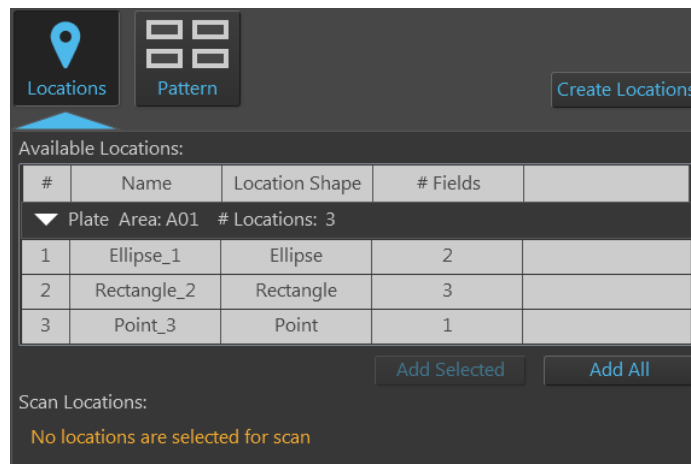 Locations
Pattern
Create Locations
Available Locations:
# Name Location Shape # Fields
Plate Area: A01 # Locations: 3
1 Ellipse_1 Ellipse 2
2 Rectangle_2 Rectangle 3
3 Point_3 Point 1
Add Selected Add All
Scan Locations:
No locations are selected for scan